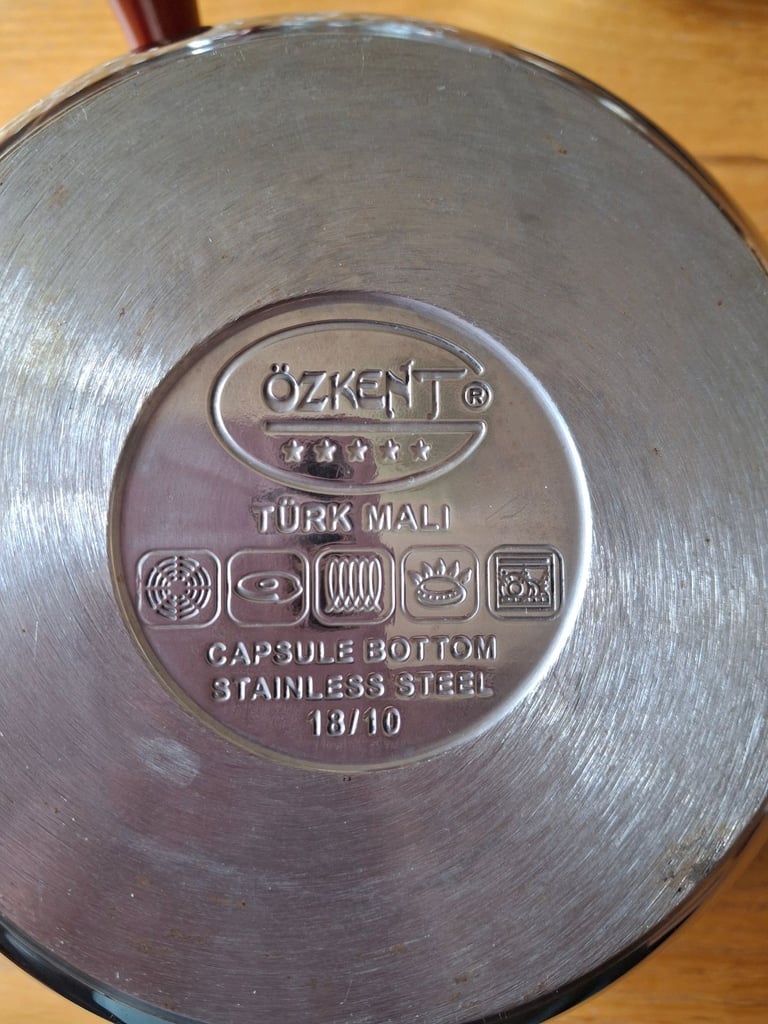 ÖZKENT ®
TÜRK MALI
CAPSULE BOTTOM
STAINLESS STEEL
18/10